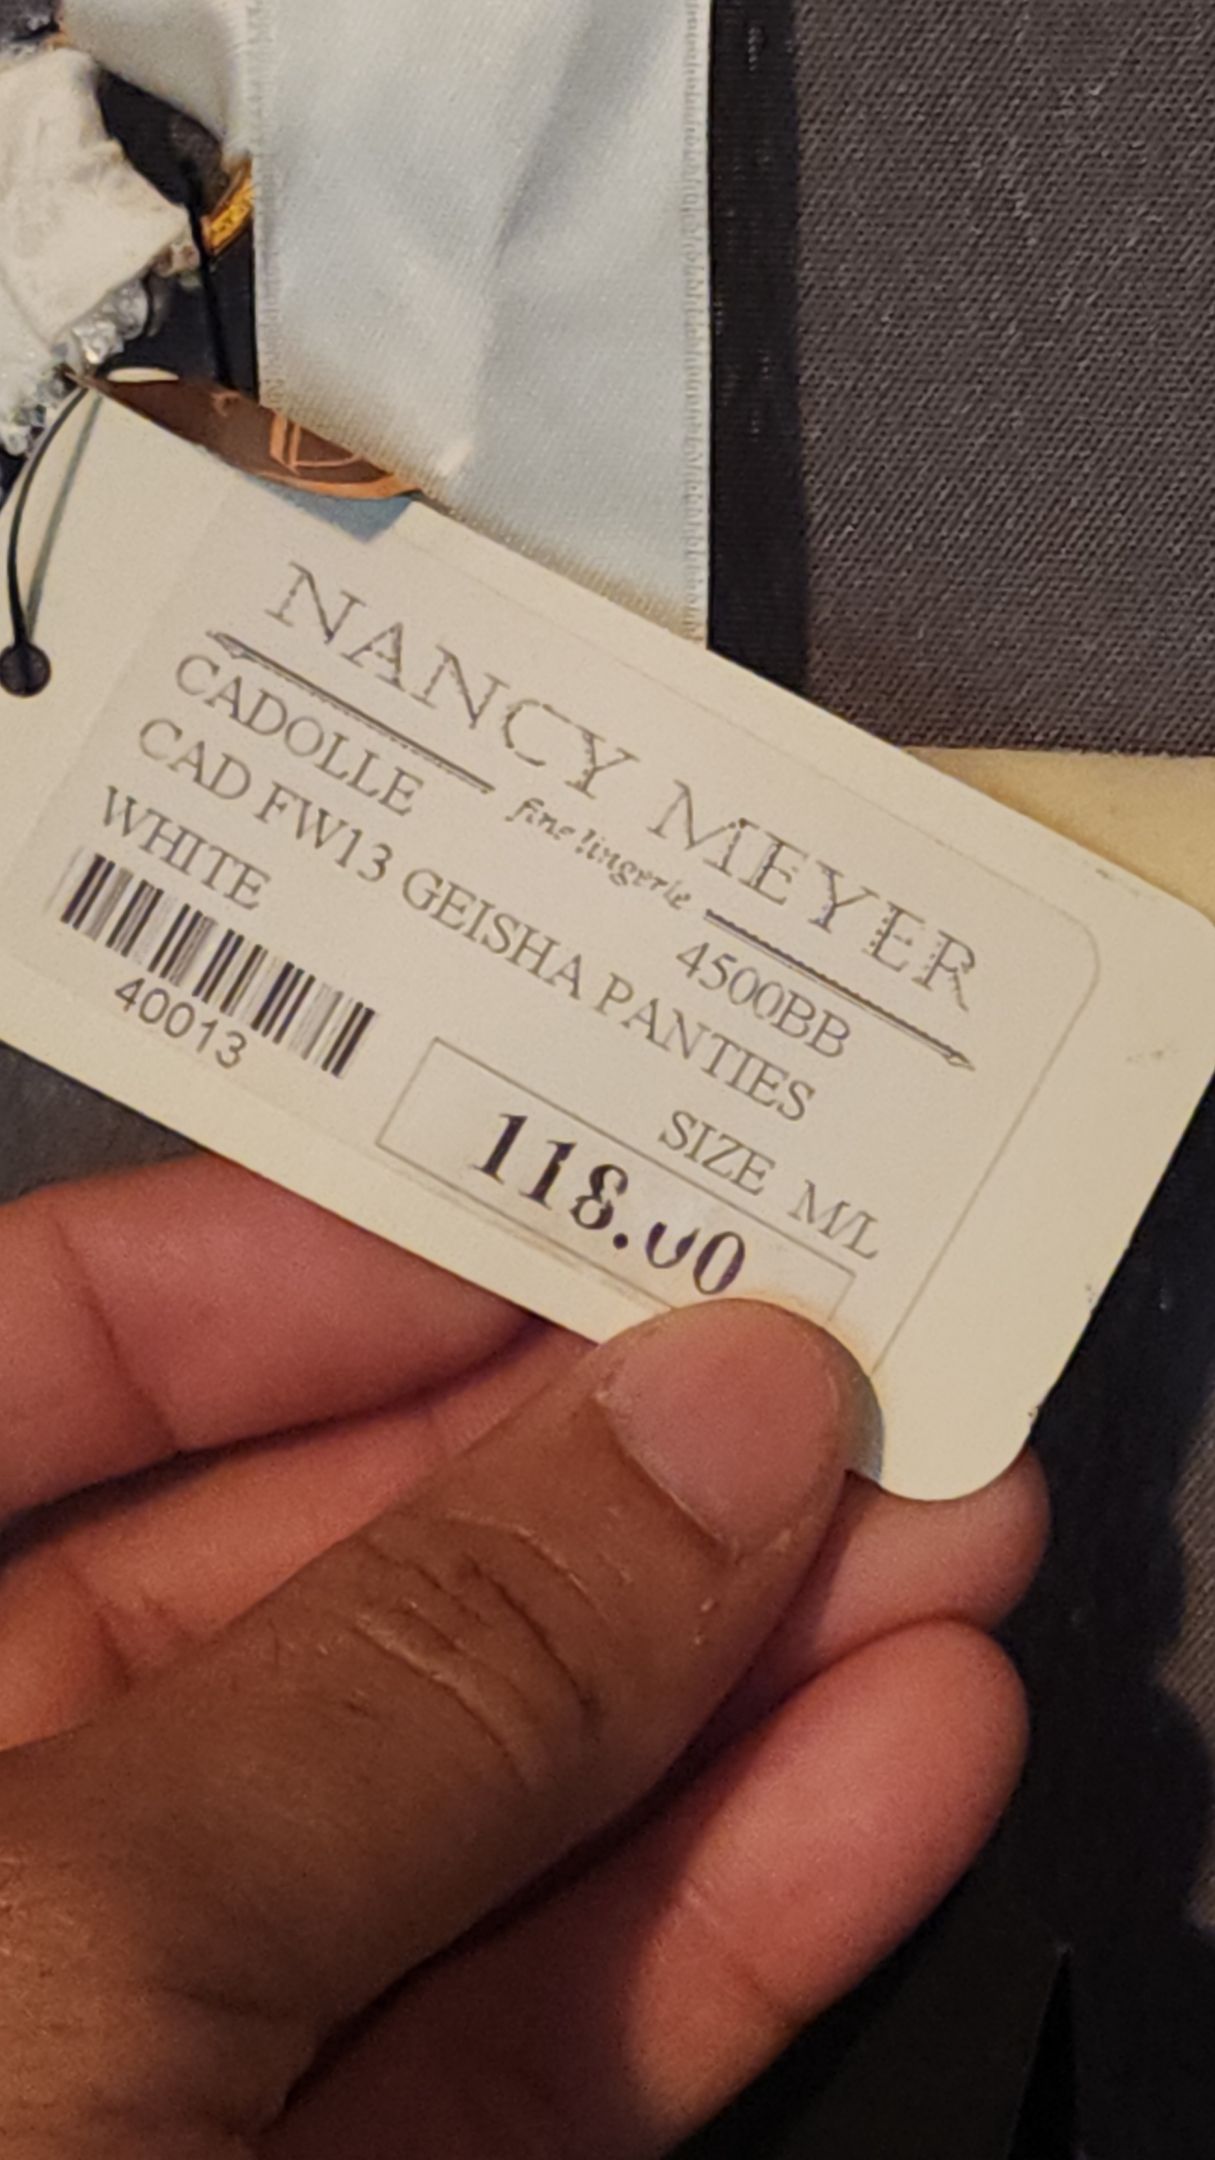 NANCY MEYER
fine lingerie
CADOLLE 4500BB
CAD FW13 GEISHA PANTIES
WHITE SIZE M/L
40013
118.00